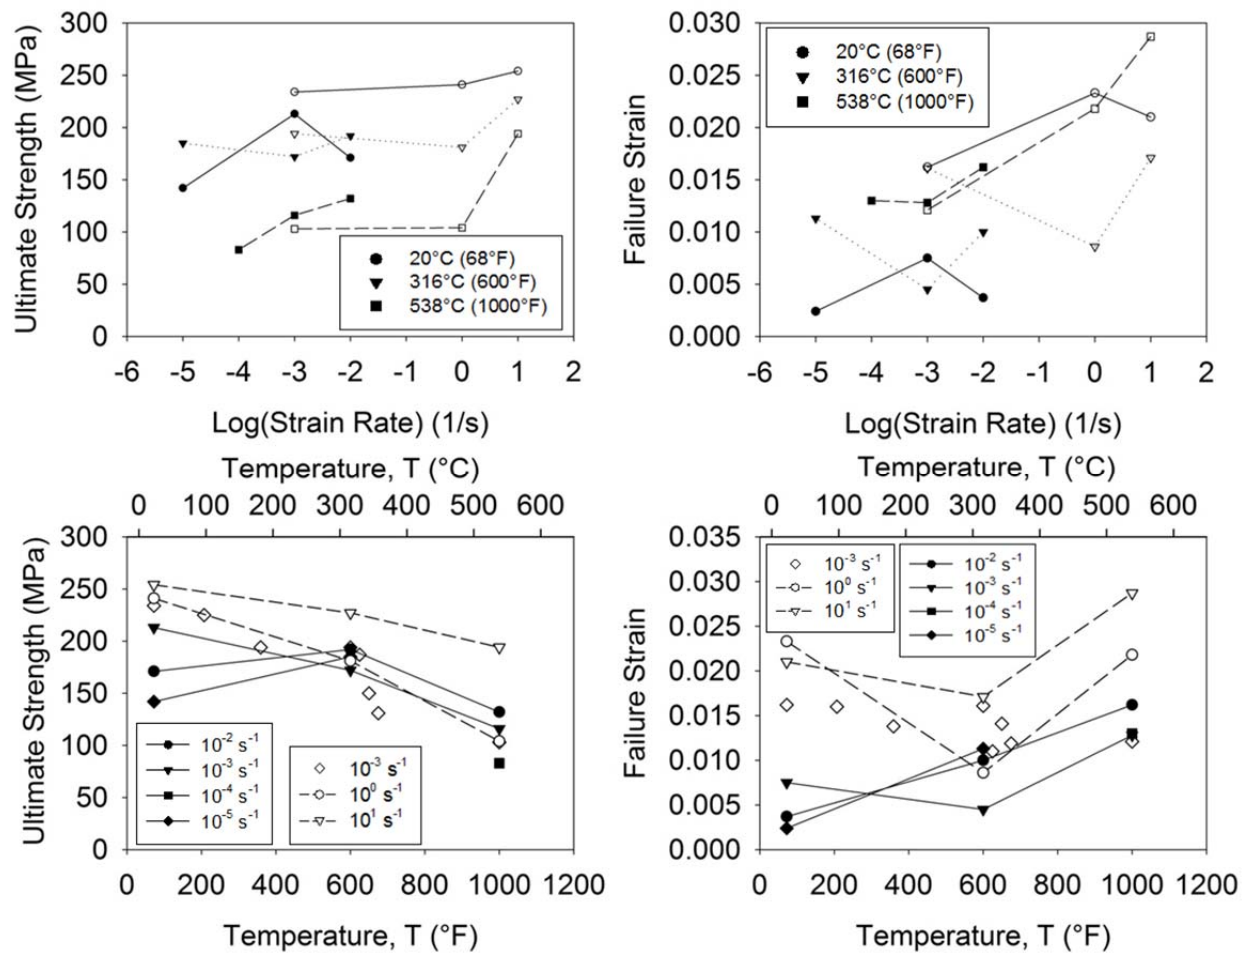 Ultimate Strength (MPa)
300
250
200
150
100
50
0
20°C (68°F)
316°C (600°F)
538°C (1000°F)
-6 -5 -4 -3 -2 -1 0 1 2
Log(Strain Rate) (1/s)
Failure Strain
0.030
0.025
0.020
0.015
0.010
0.005
0.000
20°C (68°F)
316°C (600°F)
538°C (1000°F)
-6 -5 -4 -3 -2 -1 0 1 2
Log(Strain Rate) (1/s)
Temperature, T (°C)
0 100 200 300 400 500 600
Ultimate Strength (MPa)
300
250
200
150
100
50
0
10⁻² s⁻¹
10⁻³ s⁻¹
10⁻⁴ s⁻¹
10⁻⁵ s⁻¹
10⁻³ s⁻¹
10⁰ s⁻¹
10¹ s⁻¹
0 200 400 600 800 1000 1200
Temperature, T (°F)
Temperature, T (°C)
0 100 200 300 400 500 600
Failure Strain
0.035
0.030
0.025
0.020
0.015
0.010
0.005
0.000
10⁻³ s⁻¹
10⁰ s⁻¹
10¹ s⁻¹
10⁻² s⁻¹
10⁻³ s⁻¹
10⁻⁴ s⁻¹
10⁻⁵ s⁻¹
0 200 400 600 800 1000 1200
Temperature, T (°F)